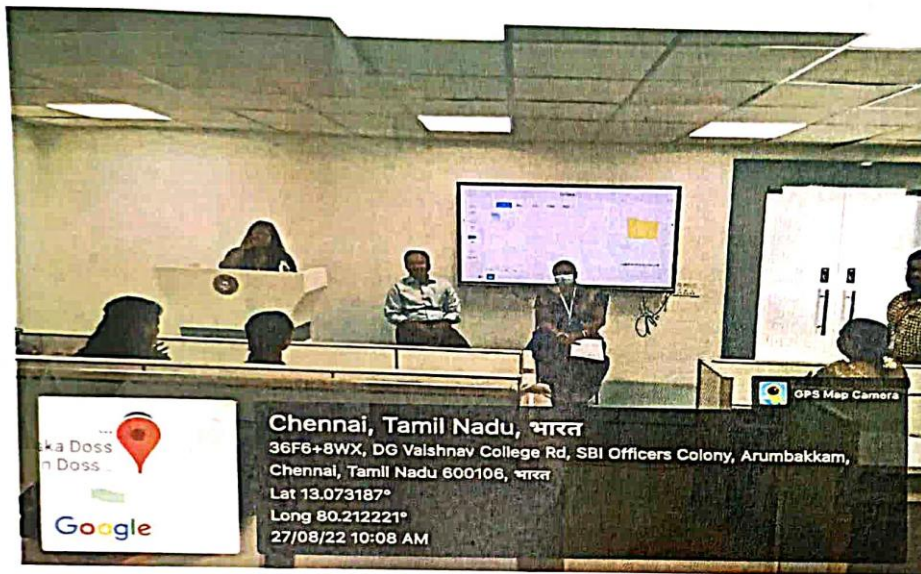 GPS Map Camera
ska Doss
n Doss
Google
Chennai, Tamil Nadu, भारत
36F6+8WX, DG Vaishnav College Rd, SBI Officers Colony, Arumbakkam,
Chennai, Tamil Nadu 600106, भारत
Lat 13.073187°
Long 80.212221°
27/08/22 10:08 AM